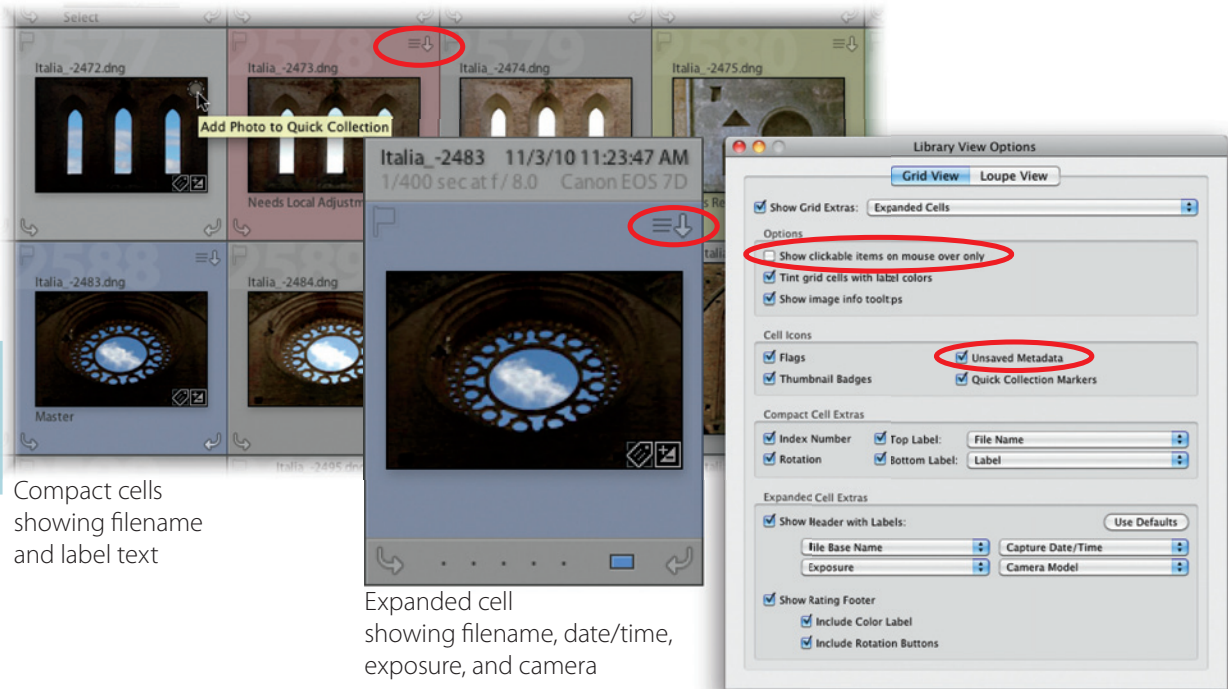 Select
2577
2578
2579
2580
Italia_-2472.dng
Italia_-2473.dng
Italia_-2474.dng
Italia_-2475.dng
Add Photo to Quick Collection
Needs Local Adjustm
s Re
2588
2589
Italia_-2483.dng
Italia_-2484.dng
Master
Italia_-2495.dng
Compact cells
showing filename
and label text
Italia_-2483 11/3/10 11:23:47 AM
1/400 sec at f / 8.0 Canon EOS 7D
Expanded cell
showing filename, date/time,
exposure, and camera
Library View Options
Grid View Loupe View
Show Grid Extras: Expanded Cells
Options
Show clickable items on mouse over only
Tint grid cells with label colors
Show image info tooltips
Cell Icons
Flags Unsaved Metadata
Thumbnail Badges Quick Collection Markers
Compact Cell Extras
Index Number Top Label: File Name
Rotation Bottom Label: Label
Expanded Cell Extras
Show Header with Labels: Use Defaults
File Base Name Capture Date/Time
Exposure Camera Model
Show Rating Footer
Include Color Label
Include Rotation Buttons